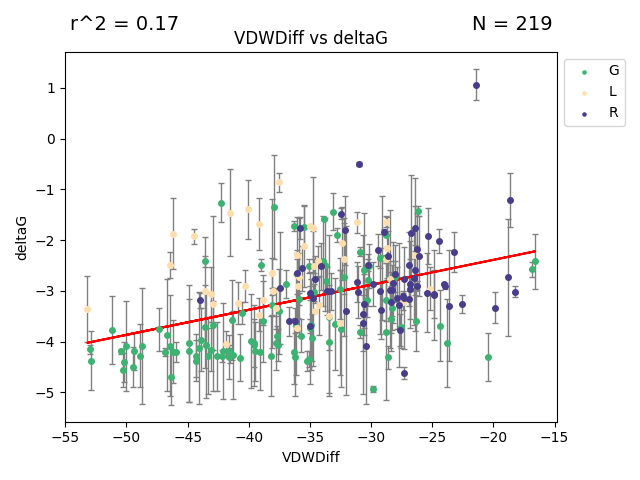 r^2 = 0.17 N = 219
VDWDiff vs deltaG
G
L
R
deltaG
1
0
−1
−2
−3
−4
−5
−55 −50 −45 −40 −35 −30 −25 −20 −15
VDWDiff